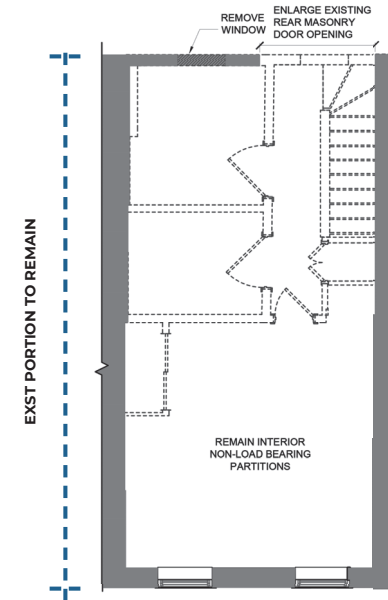 REMOVE
WINDOW
ENLARGE EXISTING
REAR MASONRY
DOOR OPENING
EXST PORTION TO REMAIN
REMAIN INTERIOR
NON-LOAD BEARING
PARTITIONS